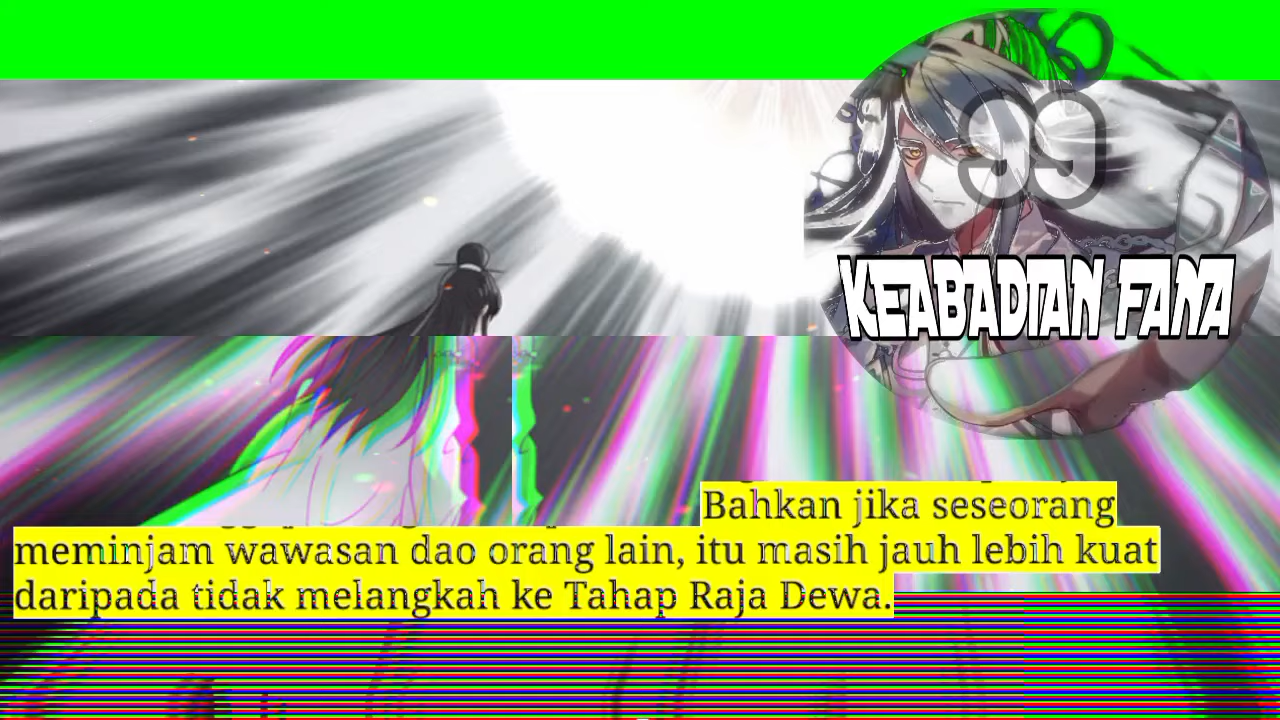 99
KEABADIAN FANA
Bahkan jika seseorang
meminjam wawasan dao orang lain, itu masih jauh lebih kuat
daripada tidak melangkah ke Tahap Raja Dewa.